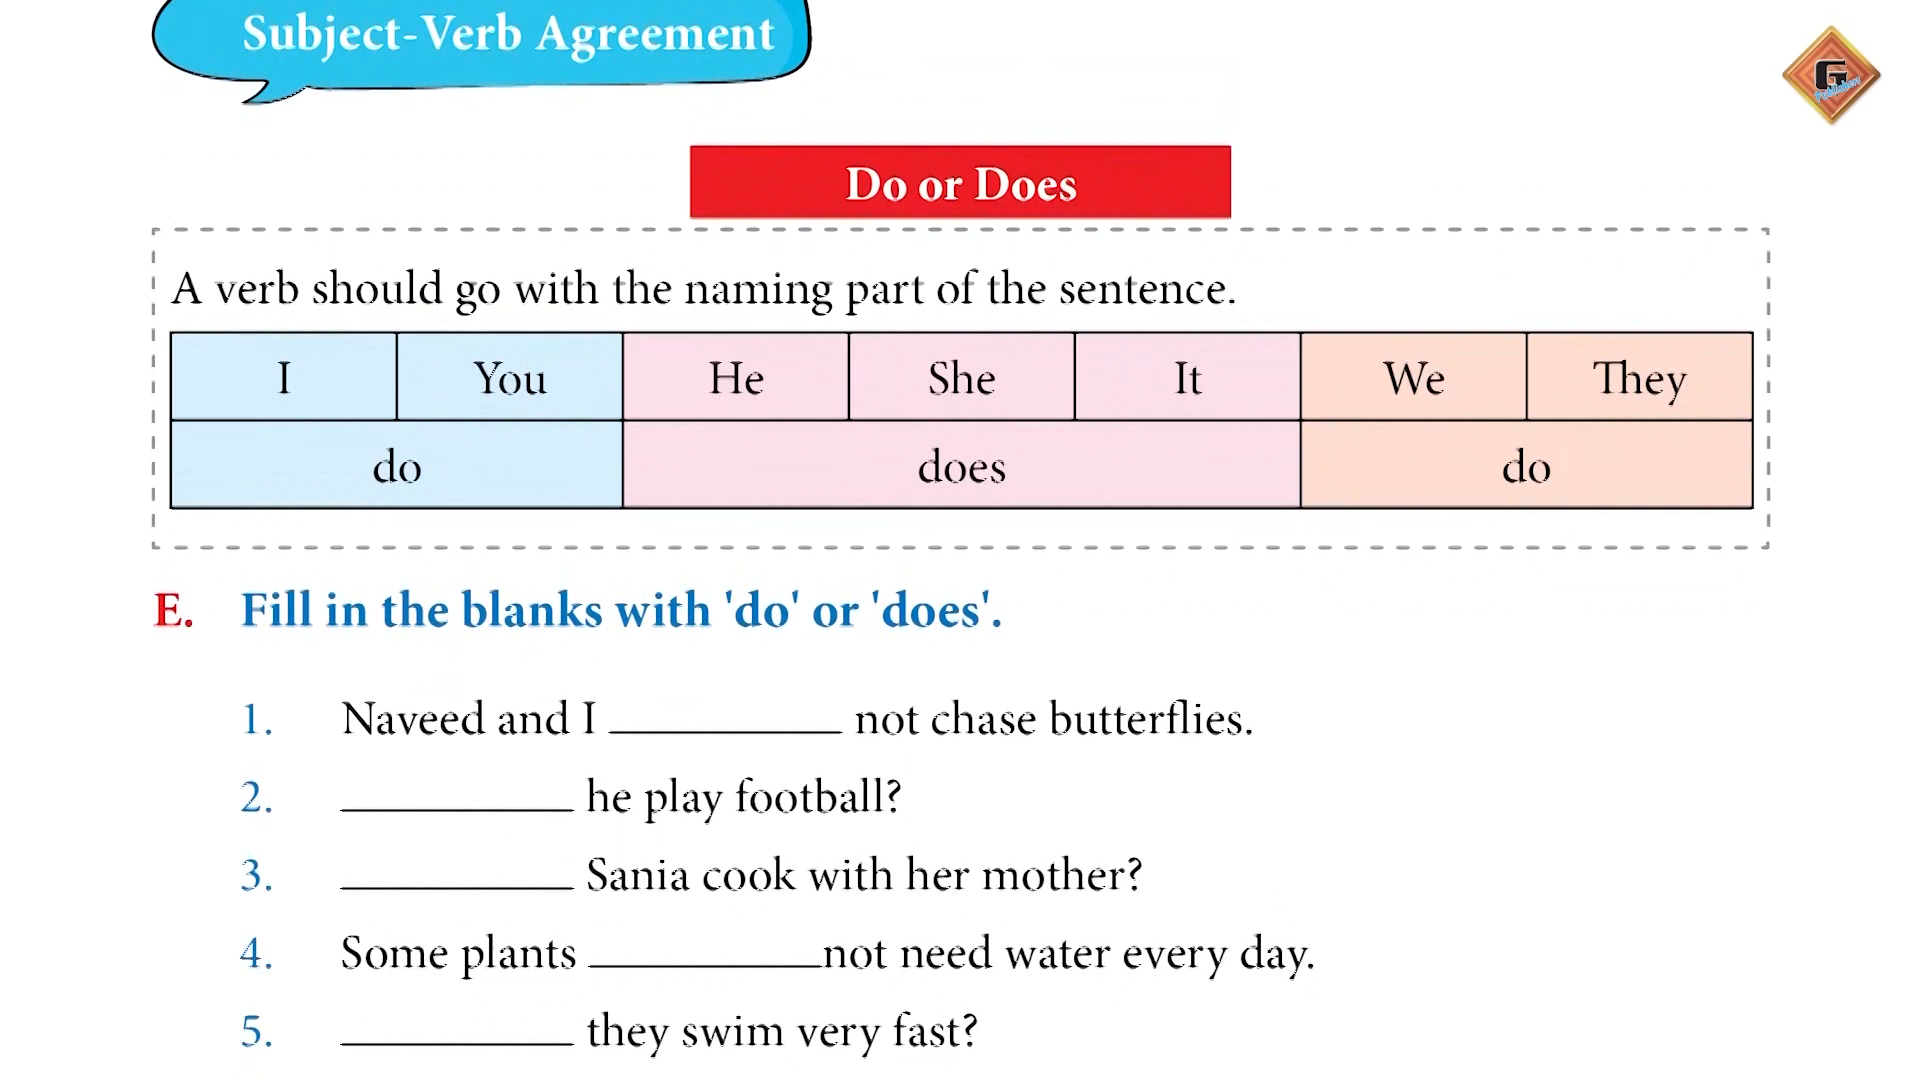 Subject-Verb Agreement
G
Publishers
Do or Does
A verb should go with the naming part of the sentence.
I You He She It We They
do does do
E. Fill in the blanks with 'do' or 'does'.
1. Naveed and I __________ not chase butterflies.
2. __________ he play football?
3. __________ Sania cook with her mother?
4. Some plants __________not need water every day.
5. __________ they swim very fast?